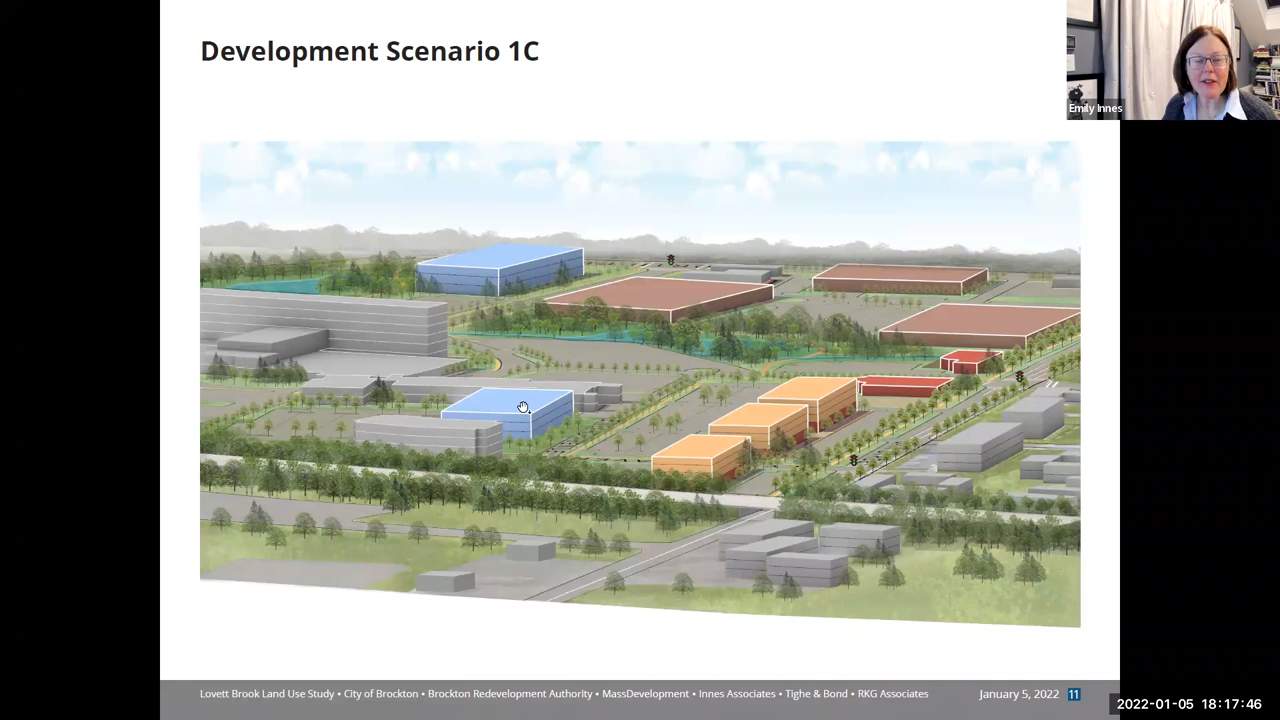 Development Scenario 1C
Emily Innes
Lovett Brook Land Use Study • City of Brockton • Brockton Redevelopment Authority • MassDevelopment • Innes Associates • Tighe & Bond • RKG Associates
January 5, 2022 11
2022-01-05 18:17:46